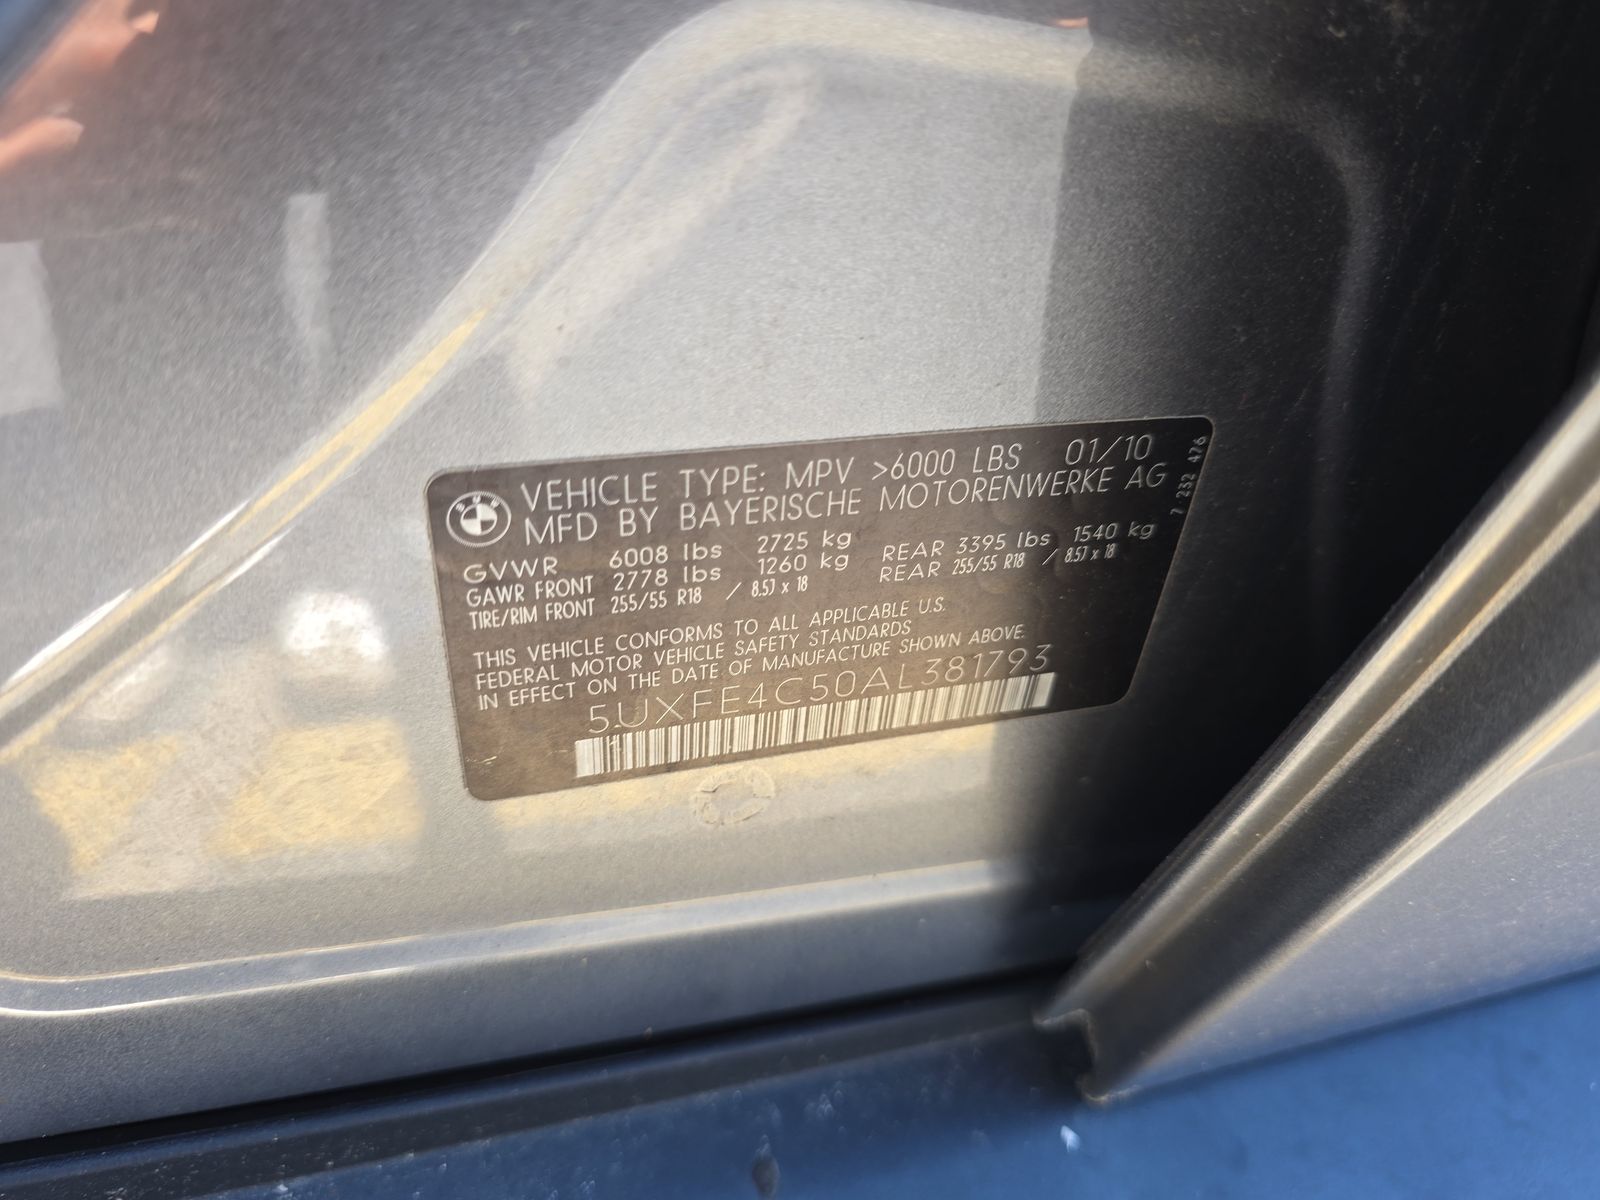 VEHICLE TYPE: MPV >6000 LBS 01/10
MFD BY BAYERISCHE MOTORENWERKE AG
7 232 476
GVWR 6008 lbs 2725 kg
GAWR FRONT 2778 lbs 1260 kg REAR 3395 lbs 1540 kg
TIRE/RIM FRONT 255/55 R18 / 8.5J x 18 REAR 255/55 R18 / 8.5J x 18
THIS VEHICLE CONFORMS TO ALL APPLICABLE U.S.
FEDERAL MOTOR VEHICLE SAFETY STANDARDS
IN EFFECT ON THE DATE OF MANUFACTURE SHOWN ABOVE.
5UXFE4C50AL381793